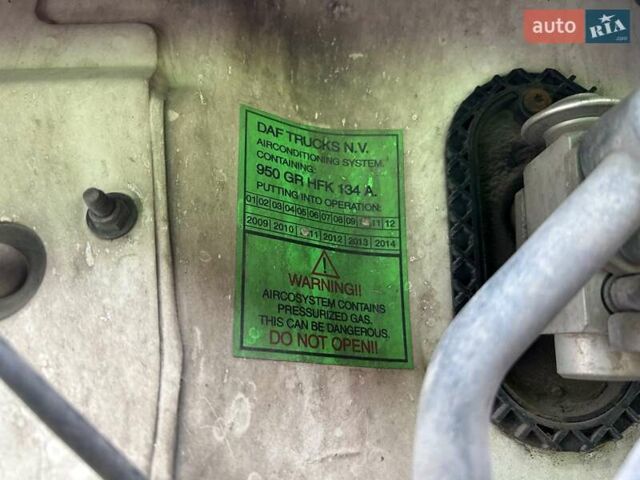 auto RIA .com
DAF TRUCKS N.V.
AIRCONDITIONING SYSTEM.
CONTAINING:
950 GR HFK 134 A.
PUTTING INTO OPERATION:
01 02 03 04 05 06 07 08 09 11 12
2009 2010 11 2012 2013 2014
WARNING!!
AIRCOSYSTEM CONTAINS
PRESSURIZED GAS.
THIS CAN BE DANGEROUS.
DO NOT OPEN!!